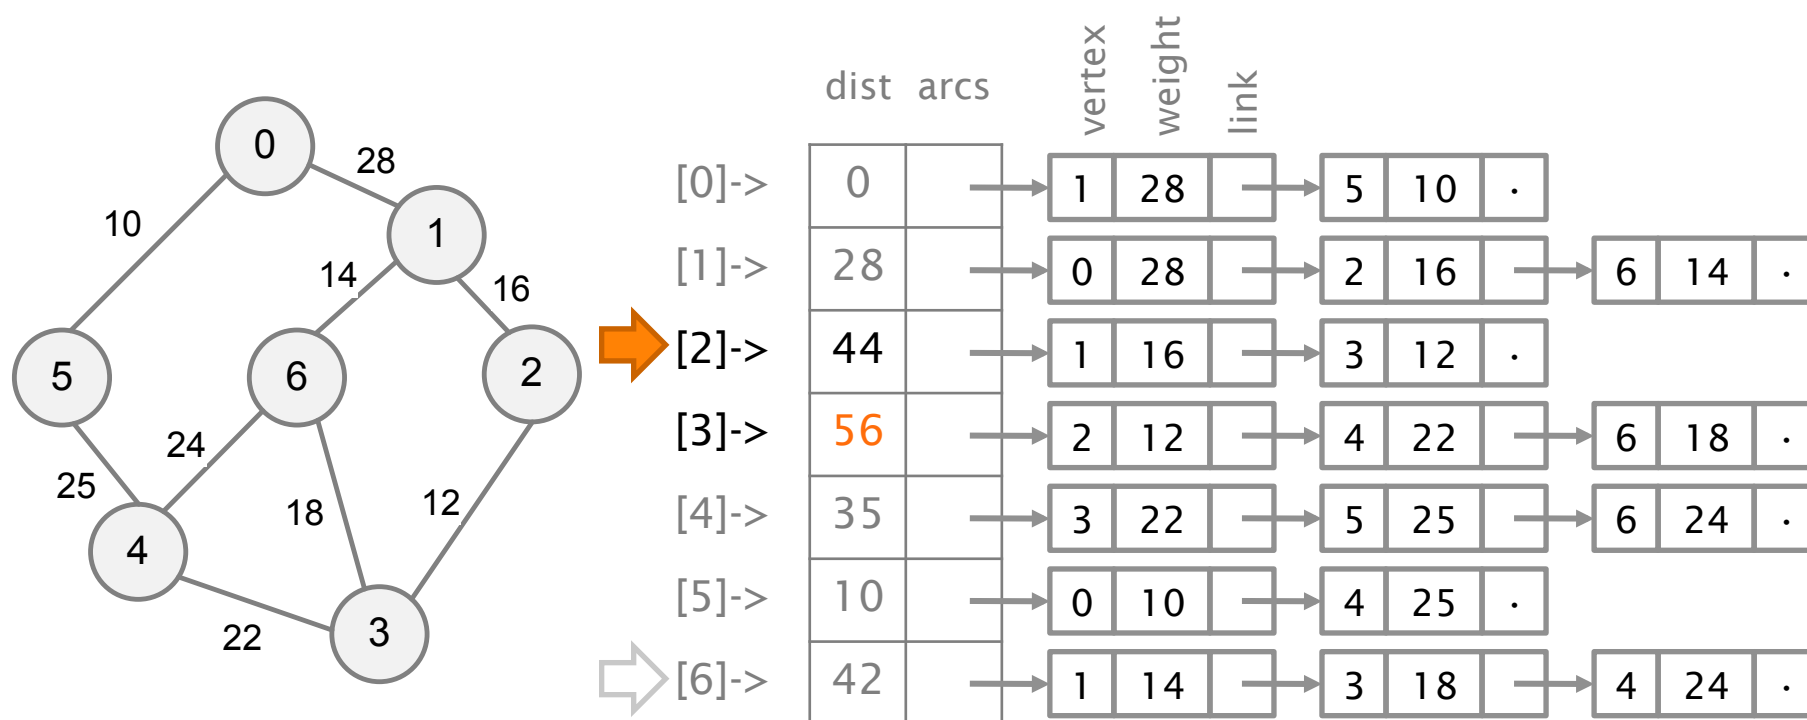 0
28
10
1
14
16
5
6
2
24
25
18
12
4
22
3
dist arcs vertex weight link
[0]-> 0 1 28 5 10 .
[1]-> 28 0 28 2 16 6 14 .
[2]-> 44 1 16 3 12 .
[3]-> 56 2 12 4 22 6 18 .
[4]-> 35 3 22 5 25 6 24 .
[5]-> 10 0 10 4 25 .
[6]-> 42 1 14 3 18 4 24 .